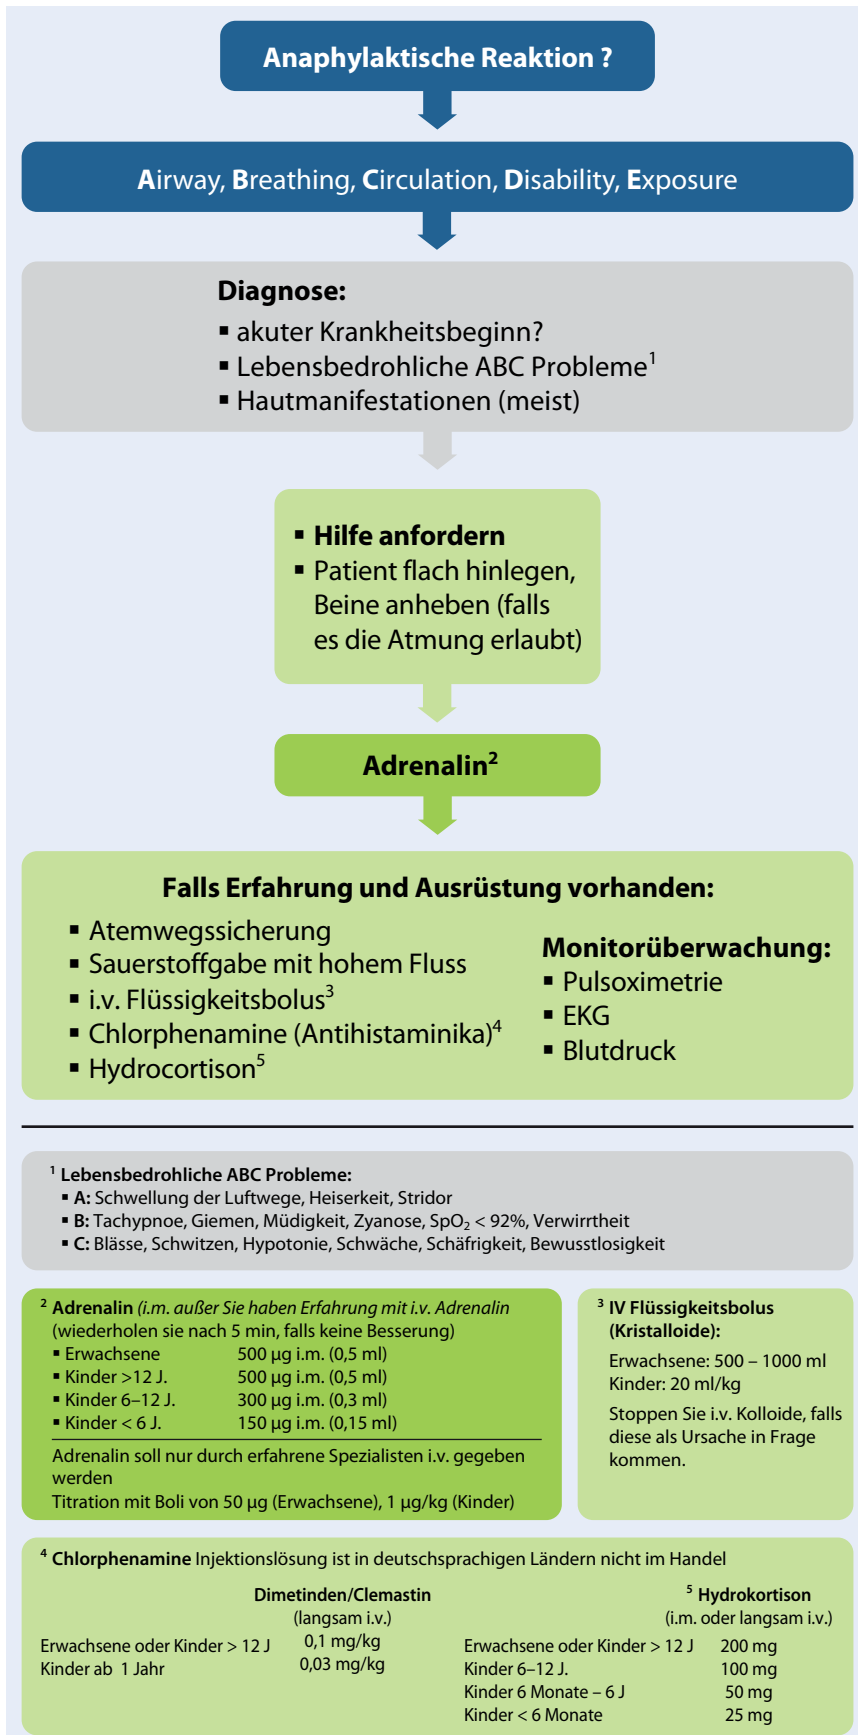 Anaphylaktische Reaktion ?
Airway, Breathing, Circulation, Disability, Exposure
Diagnose:
▪ akuter Krankheitsbeginn?
▪ Lebensbedrohliche ABC Probleme¹
▪ Hautmanifestationen (meist)
▪ Hilfe anfordern
▪ Patient flach hinlegen,
Beine anheben (falls
es die Atmung erlaubt)
Adrenalin²
Falls Erfahrung und Ausrüstung vorhanden:
▪ Atemwegssicherung
▪ Sauerstoffgabe mit hohem Fluss
▪ i.v. Flüssigkeitsbolus³
▪ Chlorphenamine (Antihistaminika)⁴
▪ Hydrocortison⁵
Monitorüberwachung:
▪ Pulsoximetrie
▪ EKG
▪ Blutdruck
¹ Lebensbedrohliche ABC Probleme:
▪ A: Schwellung der Luftwege, Heiserkeit, Stridor
▪ B: Tachypnoe, Giemen, Müdigkeit, Zyanose, SpO₂ < 92%, Verwirrtheit
▪ C: Blässe, Schwitzen, Hypotonie, Schwäche, Schäfrigkeit, Bewusstlosigkeit
² Adrenalin (i.m. außer Sie haben Erfahrung mit i.v. Adrenalin
(wiederholen sie nach 5 min, falls keine Besserung)
▪ Erwachsene 500 µg i.m. (0,5 ml)
▪ Kinder >12 J. 500 µg i.m. (0,5 ml)
▪ Kinder 6–12 J. 300 µg i.m. (0,3 ml)
▪ Kinder < 6 J. 150 µg i.m. (0,15 ml)
Adrenalin soll nur durch erfahrene Spezialisten i.v. gegeben
werden
Titration mit Boli von 50 µg (Erwachsene), 1 µg/kg (Kinder)
³ IV Flüssigkeitsbolus
(Kristalloide):
Erwachsene: 500 – 1000 ml
Kinder: 20 ml/kg
Stoppen Sie i.v. Kolloide, falls
diese als Ursache in Frage
kommen.
⁴ Chlorphenamine Injektionslösung ist in deutschsprachigen Ländern nicht im Handel
Dimetinden/Clemastin
(langsam i.v.)
Erwachsene oder Kinder > 12 J 0,1 mg/kg
Kinder ab 1 Jahr 0,03 mg/kg
⁵ Hydrokortison
(i.m. oder langsam i.v.)
Erwachsene oder Kinder > 12 J 200 mg
Kinder 6–12 J. 100 mg
Kinder 6 Monate – 6 J 50 mg
Kinder < 6 Monate 25 mg